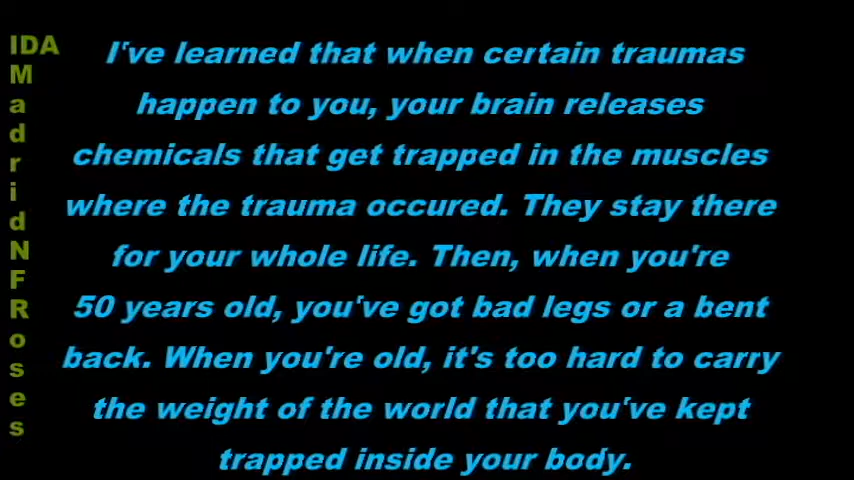 IDA
M
a
d
r
i
d
N
F
R
o
s
e
s
I've learned that when certain traumas
happen to you, your brain releases
chemicals that get trapped in the muscles
where the trauma occured. They stay there
for your whole life. Then, when you're
50 years old, you've got bad legs or a bent
back. When you're old, it's too hard to carry
the weight of the world that you've kept
trapped inside your body.